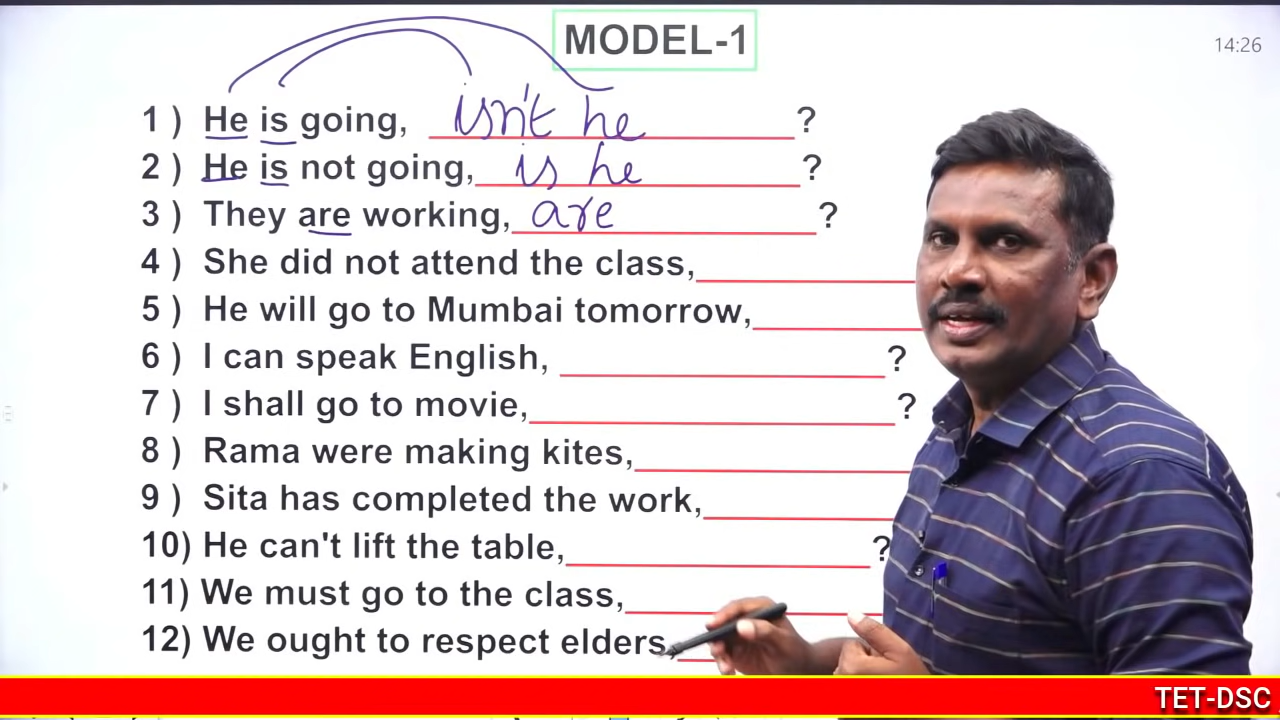 MODEL-1
14:26
1 ) He is going, isn't he ?
2 ) He is not going, is he ?
3 ) They are working, are ?
4 ) She did not attend the class,
5 ) He will go to Mumbai tomorrow,
6 ) I can speak English, ?
7 ) I shall go to movie, ?
8 ) Rama were making kites,
9 ) Sita has completed the work,
10) He can't lift the table, ?
11) We must go to the class,
12) We ought to respect elders,
TET-DSC